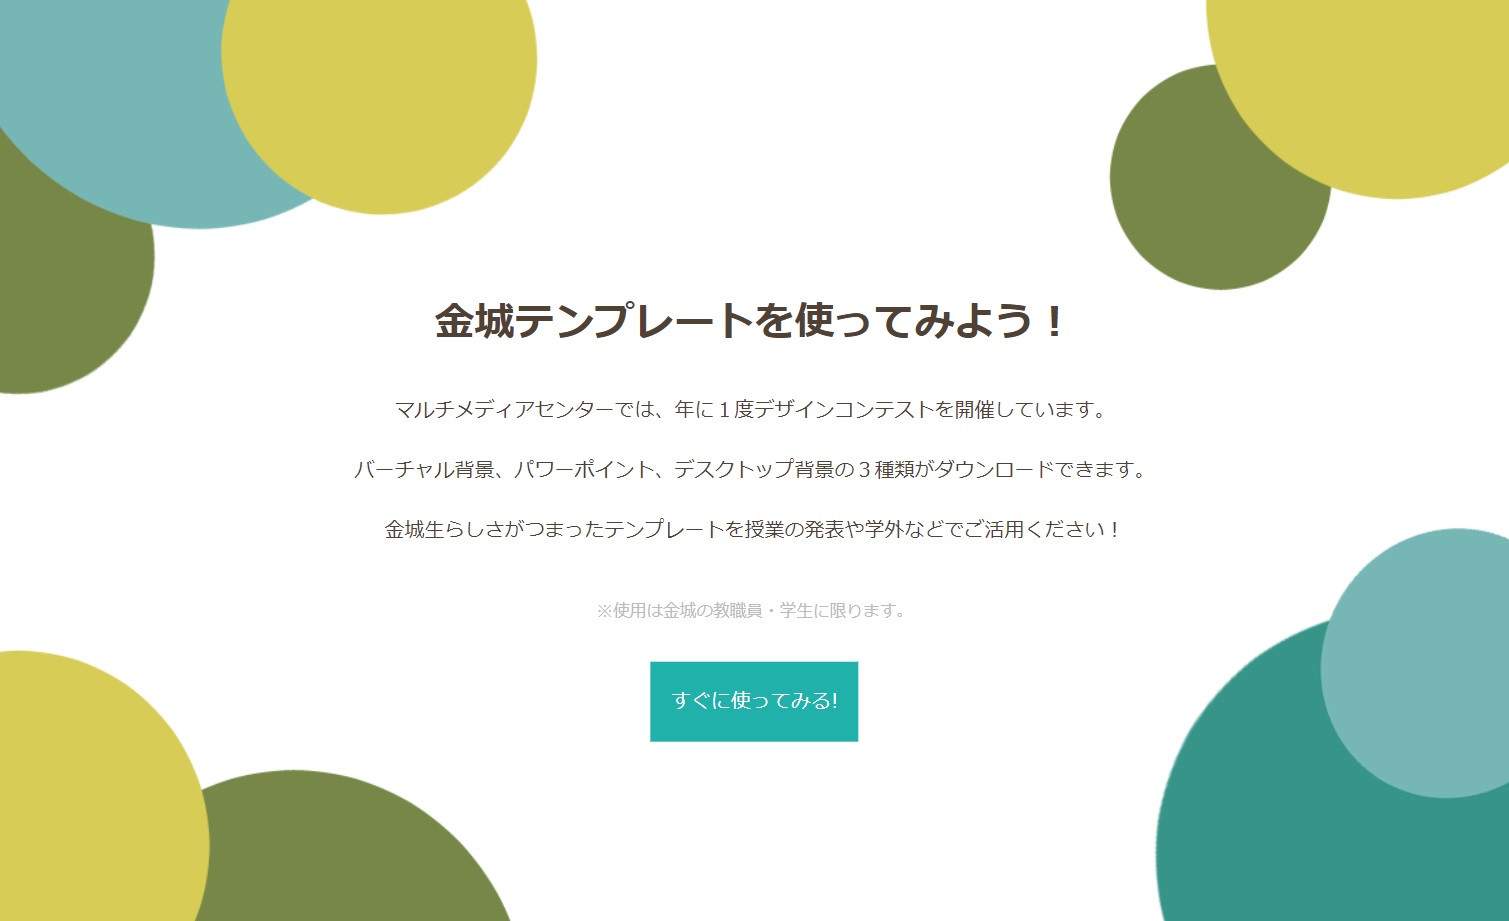 金城テンプレートを使ってみよう！
マルチメディアセンターでは、年に１度デザインコンテストを開催しています。
バーチャル背景、パワーポイント、デスクトップ背景の３種類がダウンロードできます。
金城生らしさがつまったテンプレートを授業の発表や学外などでご活用ください！
※使用は金城の教職員・学生に限ります。
すぐに使ってみる!